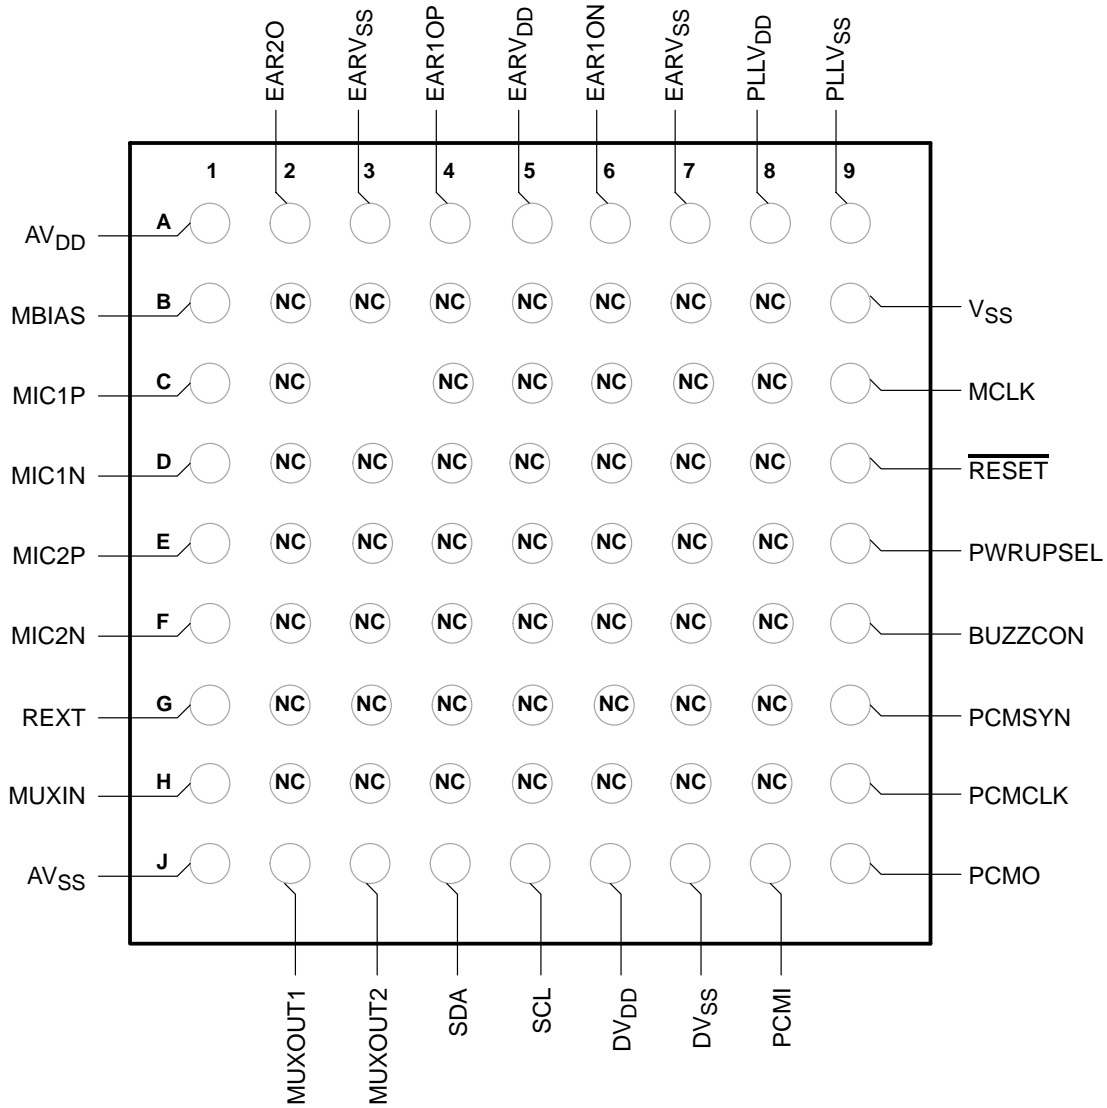 EAR2O
EARVSS
EAR1OP
EARVDD
EAR1ON
EARVSS
PLLVDD
PLLVSS
1 2 3 4 5 6 7 8 9
AVDD A
MBIAS B NC NC NC NC NC NC NC VSS
MIC1P C NC NC NC NC NC NC MCLK
MIC1N D NC NC NC NC NC NC NC RESET
MIC2P E NC NC NC NC NC NC NC PWRUPSEL
MIC2N F NC NC NC NC NC NC NC BUZZCON
REXT G NC NC NC NC NC NC NC PCMSYN
MUXIN H NC NC NC NC NC NC NC PCMCLK
AVSS J PCMO
MUXOUT1
MUXOUT2
SDA
SCL
DVDD
DVSS
PCMI